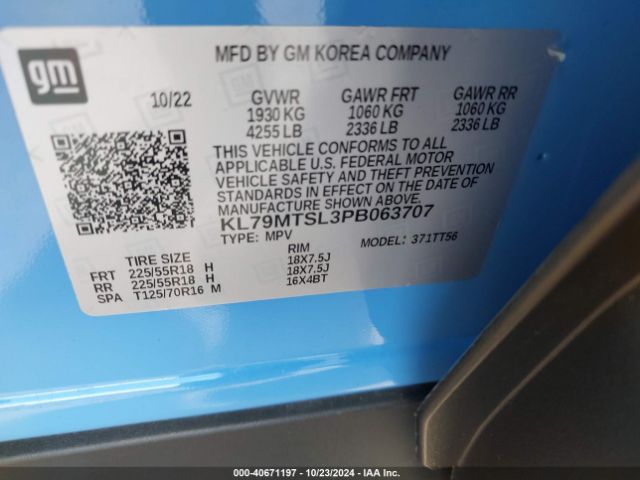 gm
MFD BY GM KOREA COMPANY
10/22 GVWR GAWR FRT GAWR RR
1930 KG 1060 KG 1060 KG
4255 LB 2336 LB 2336 LB
THIS VEHICLE CONFORMS TO ALL
APPLICABLE U.S. FEDERAL MOTOR
VEHICLE SAFETY AND THEFT PREVENTION
STANDARDS IN EFFECT ON THE DATE OF
MANUFACTURE SHOWN ABOVE.
KL79MTSL3PB063707
TYPE: MPV MODEL: 371TT56
TIRE SIZE RIM
FRT 225/55R18 H 18X7.5J
RR 225/55R18 H 18X7.5J
SPA T125/70R16 M 16X4BT
VEHICLE: 000-40671197 - 10/23/2024 - IAA Inc.